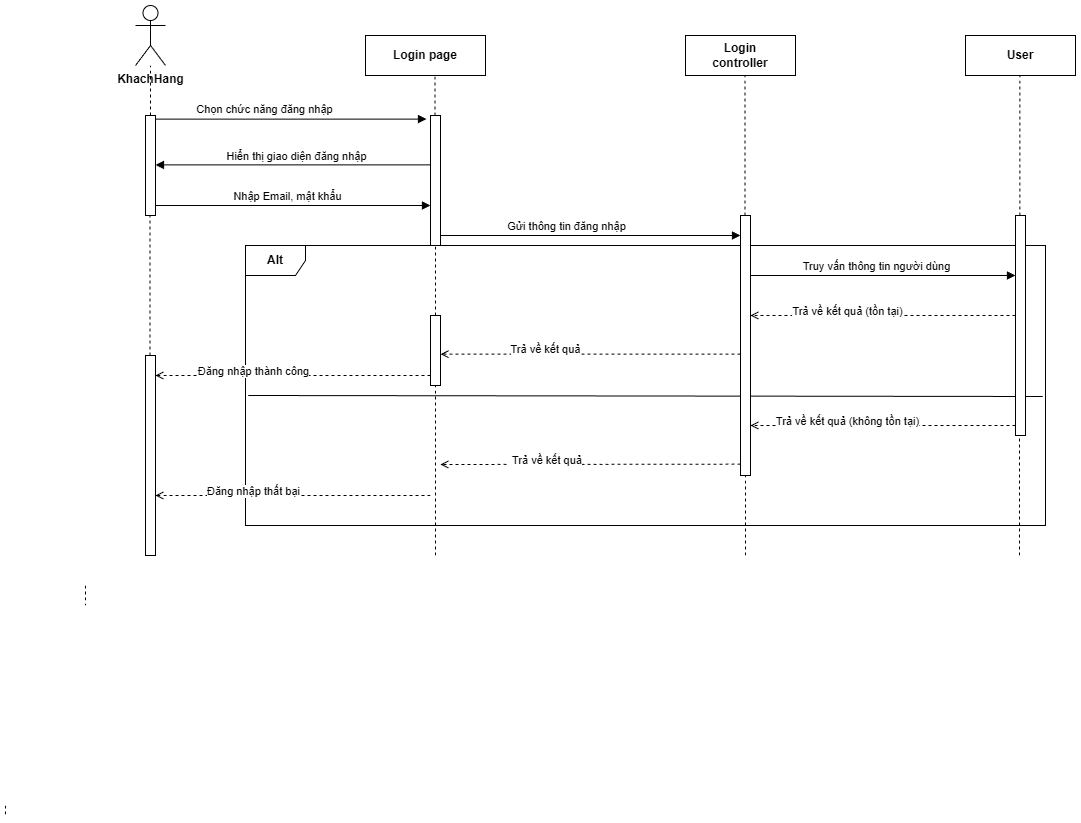 KhachHang
Login page
Login
controller
User
Chọn chức năng đăng nhập
Hiển thị giao diện đăng nhập
Nhập Email, mật khẩu
Gửi thông tin đăng nhập
Alt
Truy vấn thông tin người dùng
Trả về kết quả (tồn tại)
Trả về kết quả
Đăng nhập thành công
Trả về kết quả (không tồn tại)
Trả về kết quả
Đăng nhập thất bại